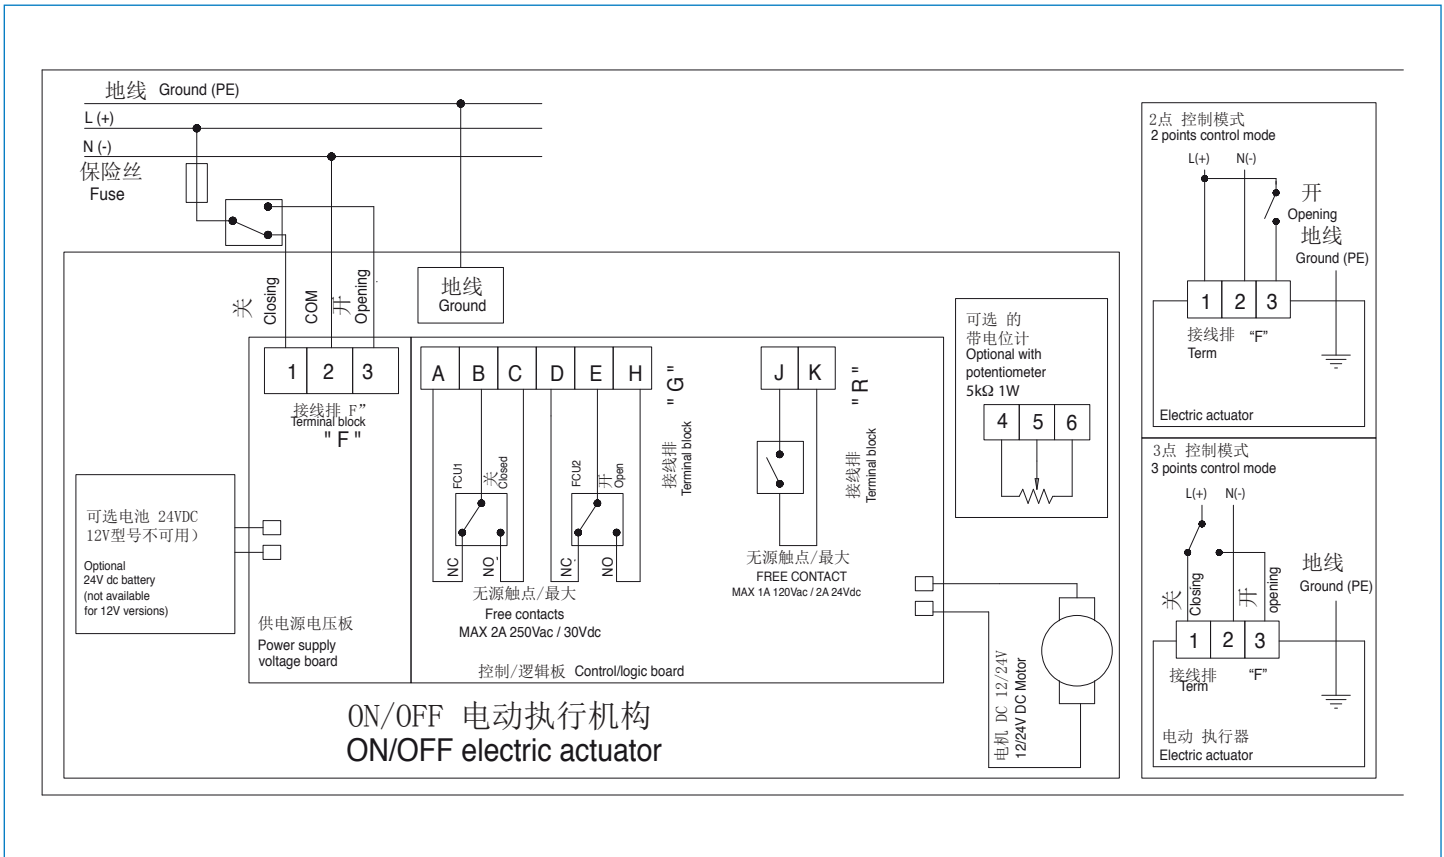 地线 Ground (PE)
L (+)
N (-)
保险丝
Fuse
关
Closing
COM
开
Opening
地线
Ground
1 2 3
接线排 F”
Terminal block
" F "
A B C D E H
" G "
接线排
Terminal block
FCU1
关
Closed
NC
NO
FCU2
开
Open
NC
NO
无源触点/最大
Free contacts
MAX 2A 250Vac / 30Vdc
J K
" R "
接线排
Terminal block
无源触点/最大
FREE CONTACT
MAX 1A 120Vac / 2A 24Vdc
可选 的
带电位计
Optional with
potentiometer
5kΩ 1W
4 5 6
可选电池 24VDC
12V型号不可用）
Optional
24V dc battery
(not available
for 12V versions)
供电源电压板
Power supply
voltage board
控制/逻辑板 Control/logic board
电机 DC 12/24V
12/24V DC Motor
ON/OFF 电动执行机构
ON/OFF electric actuator
2点 控制模式
2 points control mode
L(+) N(-)
开
Opening
地线
Ground (PE)
1 2 3
接线排 “F”
Term
Electric actuator
3点 控制模式
3 points control mode
L(+) N(-)
关
Closing
开
opening
地线
Ground (PE)
1 2 3
接线排 “F”
Term
电动 执行器
Electric actuator